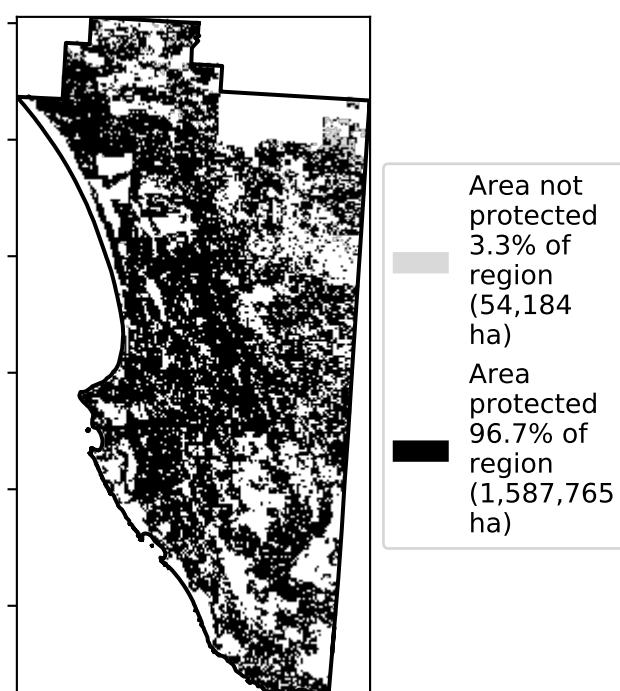 Area not
protected
3.3% of
region
(54,184
ha)
Area
protected
96.7% of
region
(1,587,765
ha)